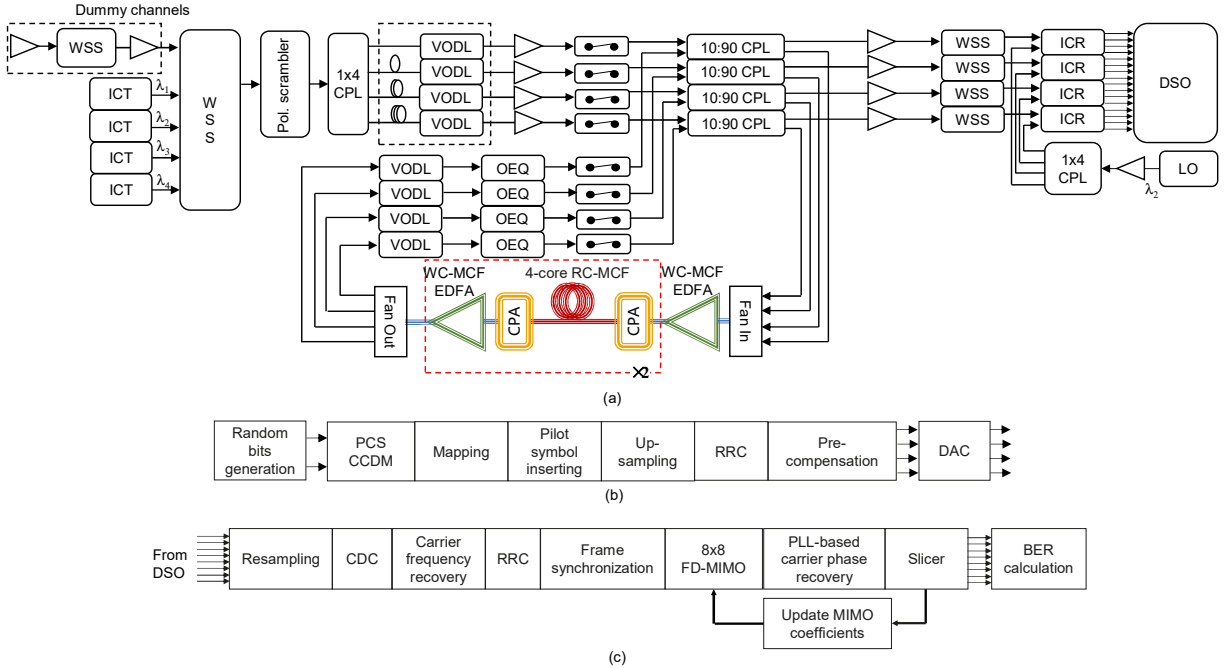 Dummy channels
WSS
ICT
λ1
ICT
λ2
ICT
λ3
ICT
λ4
W
S
S
Pol. scrambler
1x4
CPL
VODL
VODL
VODL
VODL
10:90 CPL
10:90 CPL
10:90 CPL
10:90 CPL
WSS
WSS
WSS
WSS
ICR
ICR
ICR
ICR
DSO
1x4
CPL
λ2
LO
VODL
OEQ
VODL
OEQ
VODL
OEQ
VODL
OEQ
WC-MCF
EDFA
4-core RC-MCF
WC-MCF
EDFA
Fan Out
CPA
CPA
Fan In
×2
(a)
Random
bits
generation
PCS
CCDM
Mapping
Pilot
symbol
inserting
Up-
sampling
RRC
Pre-
compensation
DAC
(b)
From
DSO
Resampling
CDC
Carrier
frequency
recovery
RRC
Frame
synchronization
8x8
FD-MIMO
PLL-based
carrier phase
recovery
Slicer
BER
calculation
Update MIMO
coefficients
(c)